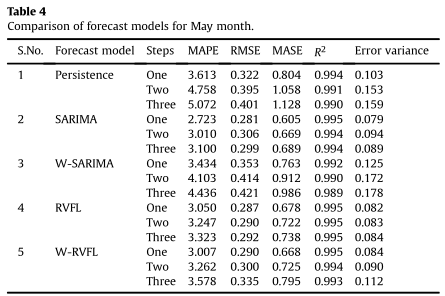 Table 4
Comparison of forecast models for May month.
S.No. Forecast model Steps MAPE RMSE MASE R² Error variance
1 Persistence One 3.613 0.322 0.804 0.994 0.103
Two 4.758 0.395 1.058 0.991 0.153
Three 5.072 0.401 1.128 0.990 0.159
2 SARIMA One 2.723 0.281 0.605 0.995 0.079
Two 3.010 0.306 0.669 0.994 0.094
Three 3.100 0.299 0.689 0.994 0.089
3 W-SARIMA One 3.434 0.353 0.763 0.992 0.125
Two 4.103 0.414 0.912 0.990 0.172
Three 4.436 0.421 0.986 0.989 0.178
4 RVFL One 3.050 0.287 0.678 0.995 0.082
Two 3.247 0.290 0.722 0.995 0.083
Three 3.323 0.292 0.738 0.995 0.084
5 W-RVFL One 3.007 0.290 0.668 0.995 0.084
Two 3.262 0.300 0.725 0.994 0.090
Three 3.578 0.335 0.795 0.993 0.112